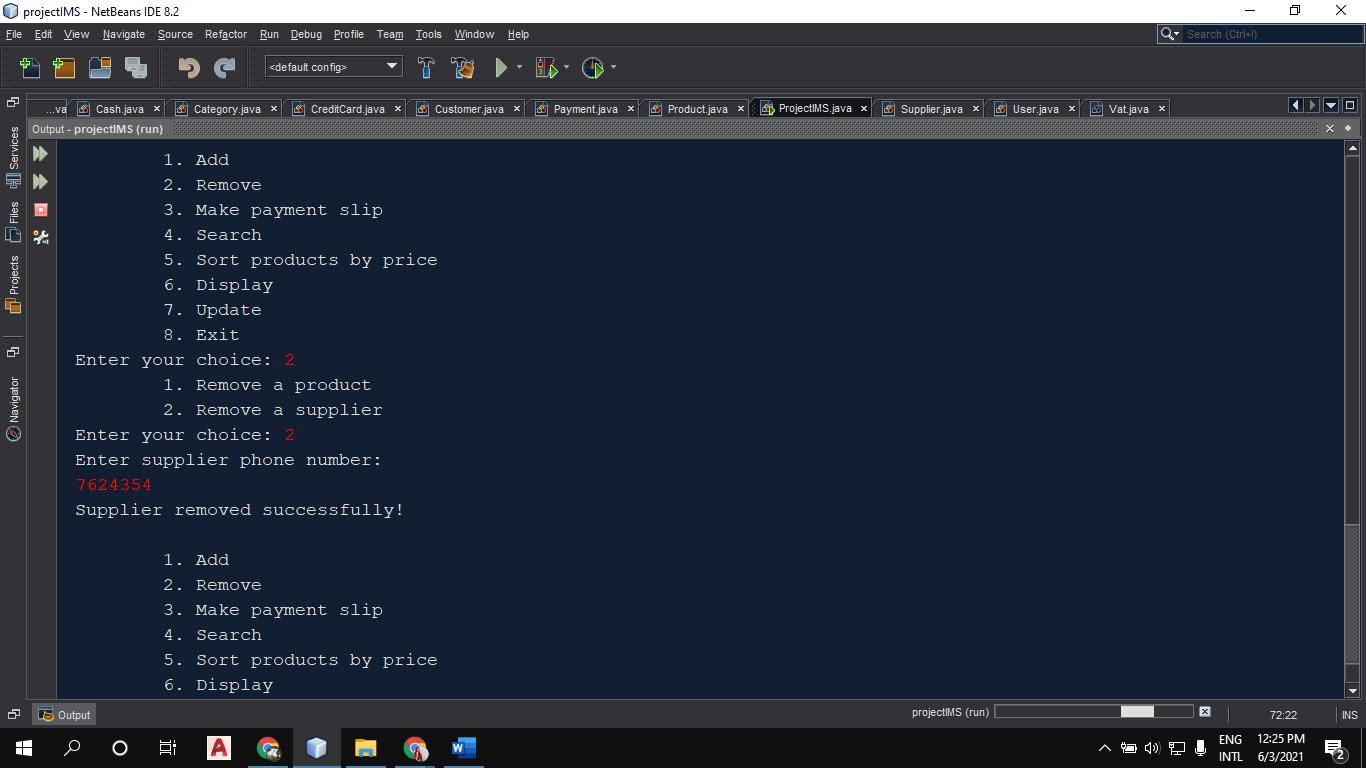 projectIMS - NetBeans IDE 8.2
File Edit View Navigate Source Refactor Run Debug Profile Team Tools Window Help
Search (Ctrl+I)
<default config>
...va Cash.java Category.java CreditCard.java Customer.java Payment.java Product.java ProjectIMS.java Supplier.java User.java Vat.java
Output - projectIMS (run)
Services
Files
Projects
Navigator
1. Add
2. Remove
3. Make payment slip
4. Search
5. Sort products by price
6. Display
7. Update
8. Exit
Enter your choice: 2
1. Remove a product
2. Remove a supplier
Enter your choice: 2
Enter supplier phone number:
7624354
Supplier removed successfully!
1. Add
2. Remove
3. Make payment slip
4. Search
5. Sort products by price
6. Display
Output
projectIMS (run)
72:22
INS
ENG
INTL
12:25 PM
6/3/2021
2